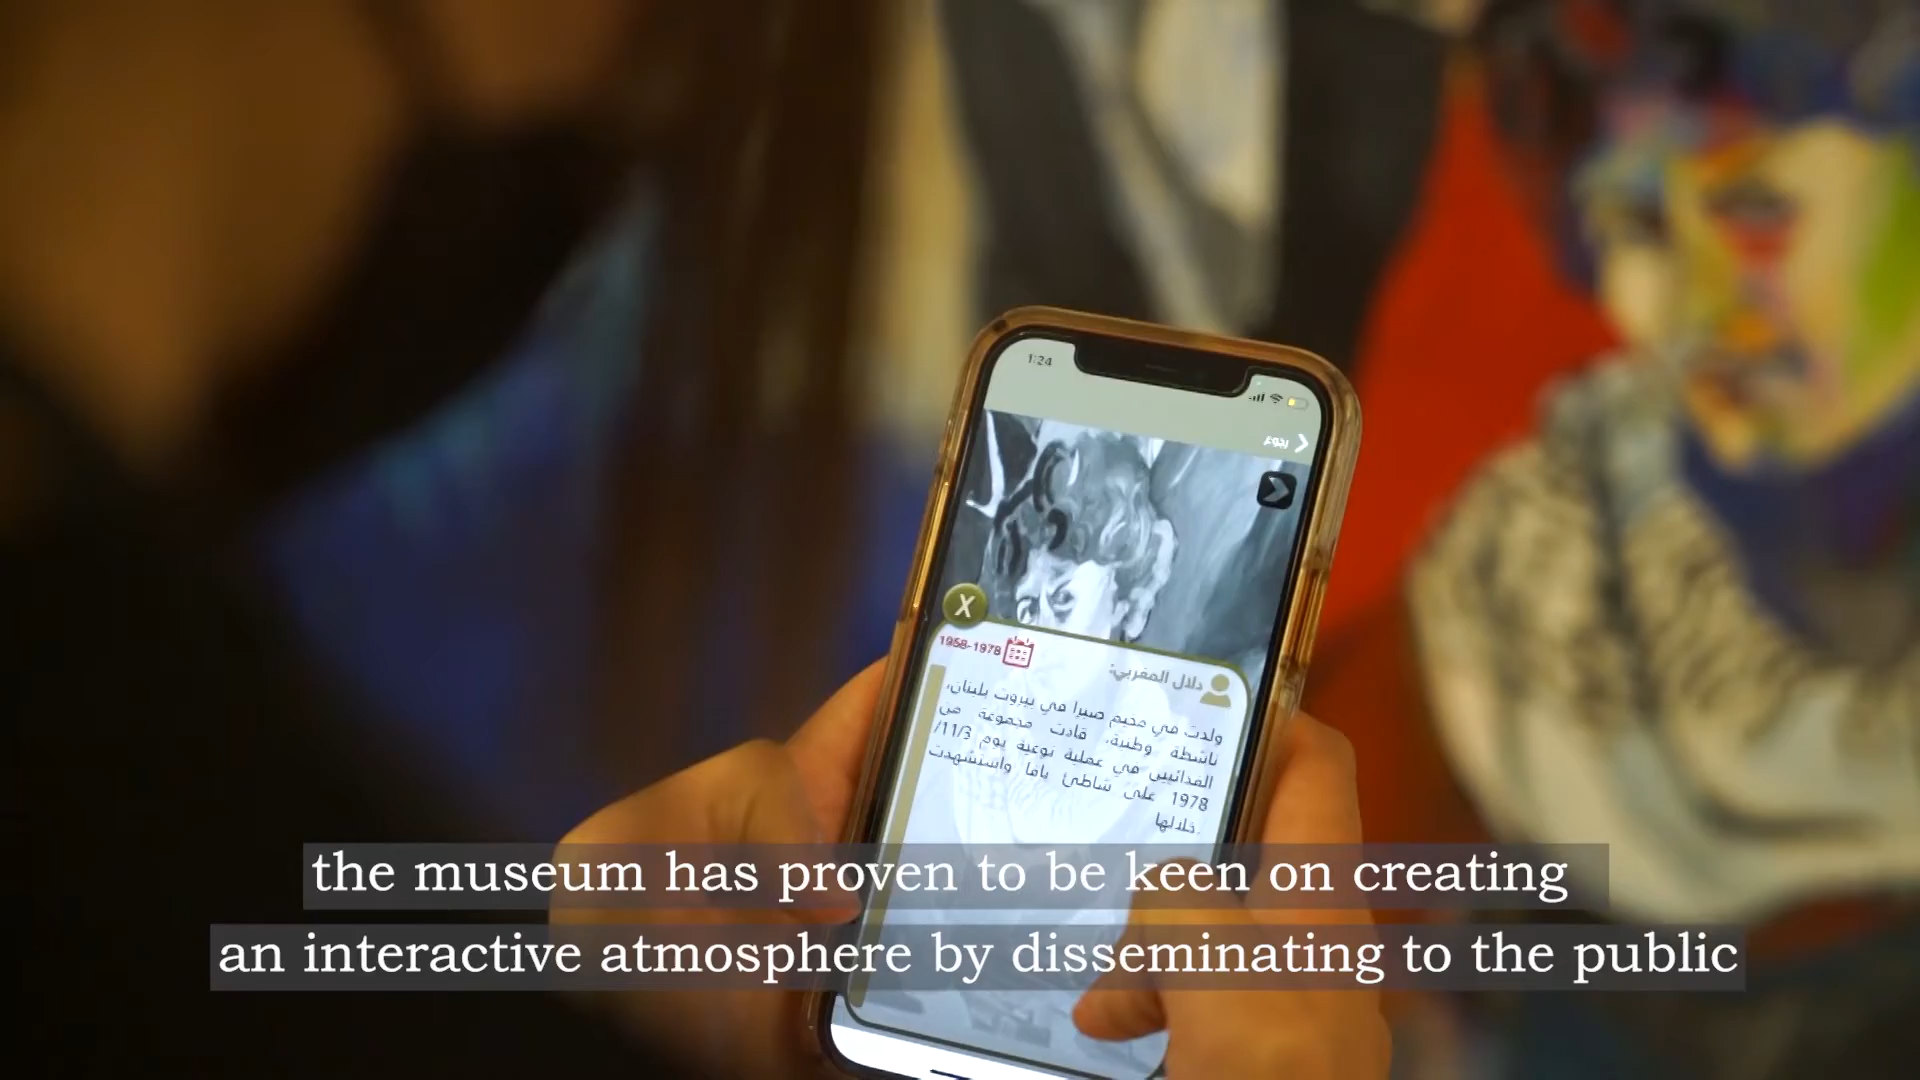 1:24
رجوع
X
1958-1978
دلال المغربي:
ولدت في مخيم صبرا في بيروت بلبنان،
ناشطة وطنية، قادت مجموعة من
الفدائيين في عملية نوعية يوم 11/3/
1978 على شاطئ يافا واستشهدت
خلالها.
the museum has proven to be keen on creating
an interactive atmosphere by disseminating to the public